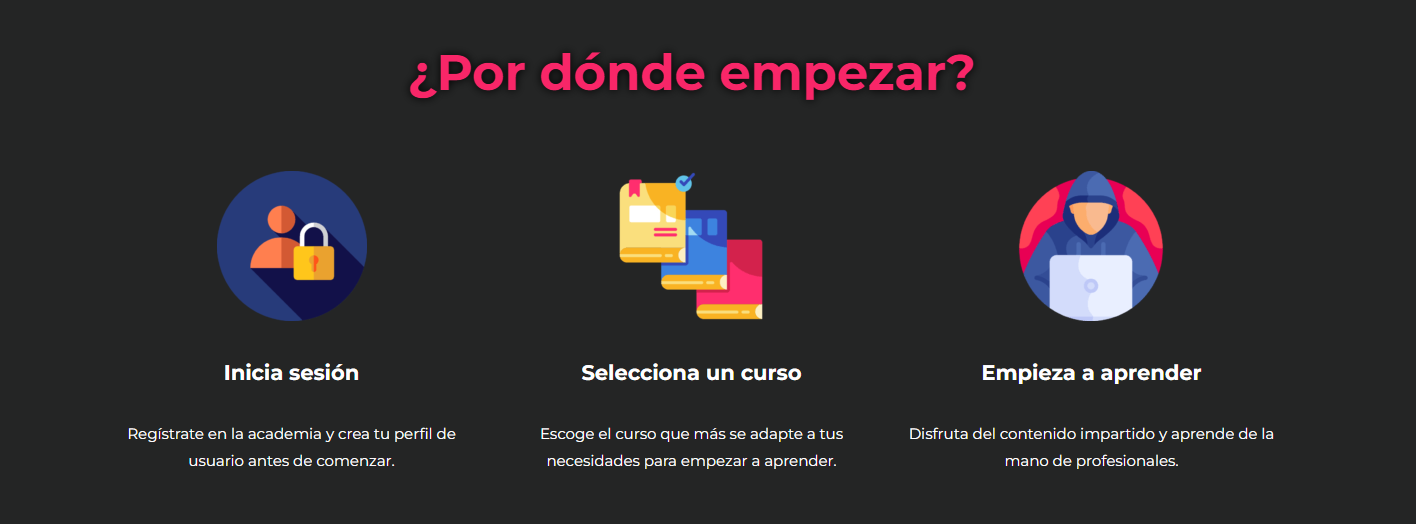 ¿Por dónde empezar?
Inicia sesión
Regístrate en la academia y crea tu perfil de
usuario antes de comenzar.
Selecciona un curso
Escoge el curso que más se adapte a tus
necesidades para empezar a aprender.
Empieza a aprender
Disfruta del contenido impartido y aprende de la
mano de profesionales.